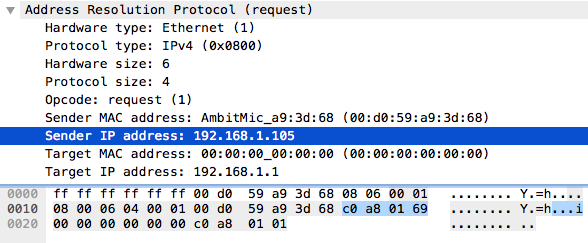 Address Resolution Protocol (request)
Hardware type: Ethernet (1)
Protocol type: IPv4 (0x0800)
Hardware size: 6
Protocol size: 4
Opcode: request (1)
Sender MAC address: AmbitMic_a9:3d:68 (00:d0:59:a9:3d:68)
Sender IP address: 192.168.1.105
Target MAC address: 00:00:00_00:00:00 (00:00:00:00:00:00)
Target IP address: 192.168.1.1
0000 ff ff ff ff ff ff 00 d0 59 a9 3d 68 08 06 00 01 ........ Y.=h....
0010 08 00 06 04 00 01 00 d0 59 a9 3d 68 c0 a8 01 69 ........ Y.=h...i
0020 00 00 00 00 00 00 c0 a8 01 01 ........ ..